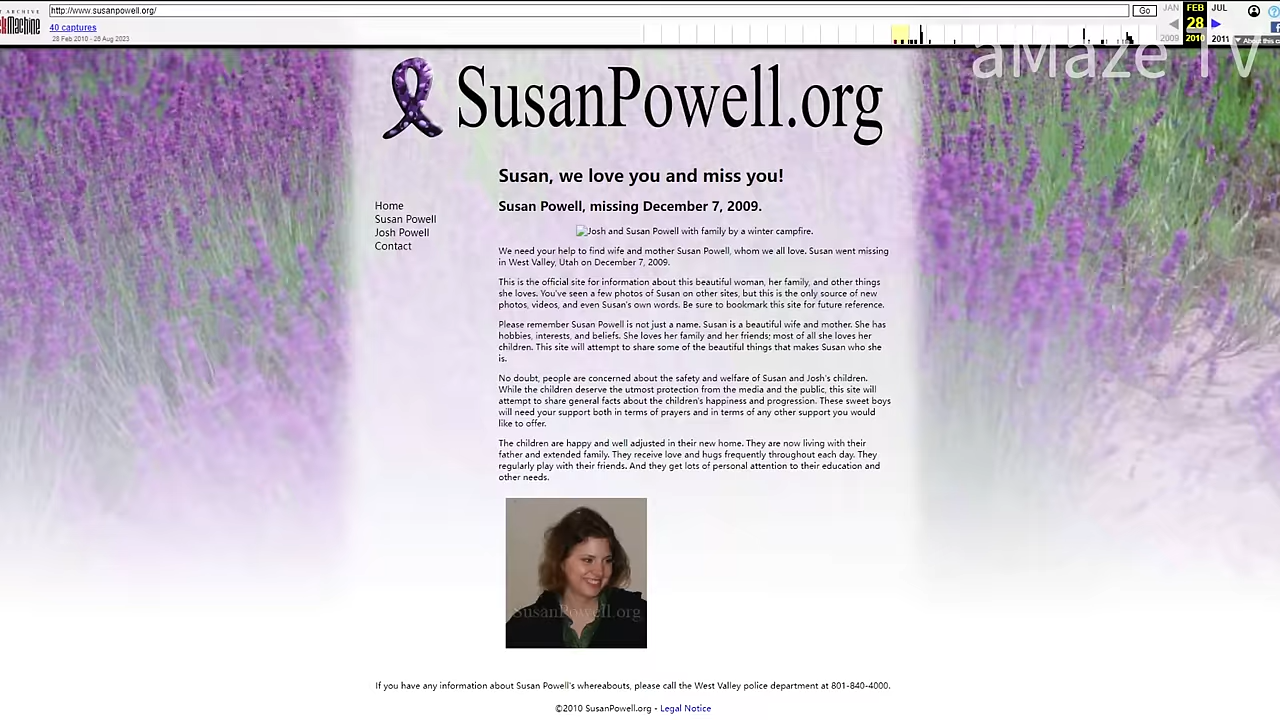 http://www.susanpowell.org/
Go
JAN
FEB
JUL
40 captures
28
28 Feb 2010 - 26 Aug 2023
2009
2010
2011
About this c
aMaze TV
SusanPowell.org
Susan, we love you and miss you!
Home
Susan Powell
Josh Powell
Contact
Susan Powell, missing December 7, 2009.
Josh and Susan Powell with family by a winter campfire.
We need your help to find wife and mother Susan Powell, whom we all love. Susan went missing
in West Valley, Utah on December 7, 2009.
This is the official site for information about this beautiful woman, her family, and other things
she loves. You've seen a few photos of Susan on other sites, but this is the only source of new
photos, videos, and even Susan's own words. Be sure to bookmark this site for future reference.
Please remember Susan Powell is not just a name. Susan is a beautiful wife and mother. She has
hobbies, interests, and beliefs. She loves her family and her friends; most of all she loves her
children. This site will attempt to share some of the beautiful things that makes Susan who she
is.
No doubt, people are concerned about the safety and welfare of Susan and Josh's children.
While the children deserve the utmost protection from the media and the public, this site will
attempt to share general facts about the children's happiness and progression. These sweet boys
will need your support both in terms of prayers and in terms of any other support you would
like to offer.
The children are happy and well adjusted in their new home. They are now living with their
father and extended family. They receive love and hugs frequently throughout each day. They
regularly play with their friends. And they get lots of personal attention to their education and
other needs.
SusanPowell.org
If you have any information about Susan Powell's whereabouts, please call the West Valley police department at 801-840-4000.
©2010 SusanPowell.org - Legal Notice